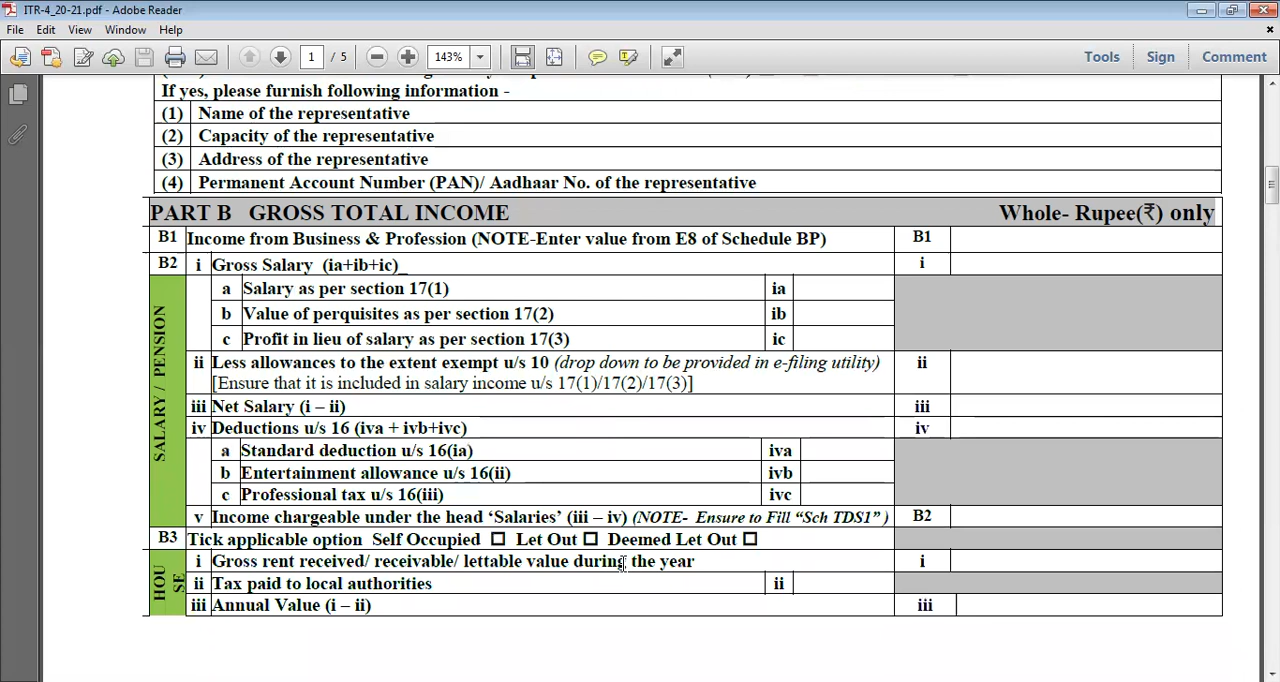 ITR-4_20-21.pdf - Adobe Reader
File Edit View Window Help
1 / 5 143% Tools Sign Comment
If yes, please furnish following information -
(1) Name of the representative
(2) Capacity of the representative
(3) Address of the representative
(4) Permanent Account Number (PAN)/ Aadhaar No. of the representative
PART B GROSS TOTAL INCOME Whole- Rupee(₹) only
B1 Income from Business & Profession (NOTE-Enter value from E8 of Schedule BP) B1
B2 i Gross Salary (ia+ib+ic)_ i
SALARY / PENSION
a Salary as per section 17(1) ia
b Value of perquisites as per section 17(2) ib
c Profit in lieu of salary as per section 17(3) ic
ii Less allowances to the extent exempt u/s 10 (drop down to be provided in e-filing utility) ii
[Ensure that it is included in salary income u/s 17(1)/17(2)/17(3)]
iii Net Salary (i – ii) iii
iv Deductions u/s 16 (iva + ivb+ivc) iv
a Standard deduction u/s 16(ia) iva
b Entertainment allowance u/s 16(ii) ivb
c Professional tax u/s 16(iii) ivc
v Income chargeable under the head ‘Salaries’ (iii – iv) (NOTE- Ensure to Fill “Sch TDS1” ) B2
B3 Tick applicable option Self Occupied ☐ Let Out ☐ Deemed Let Out ☐
HOU
SE
i Gross rent received/ receivable/ lettable value during the year i
ii Tax paid to local authorities ii
iii Annual Value (i – ii) iii